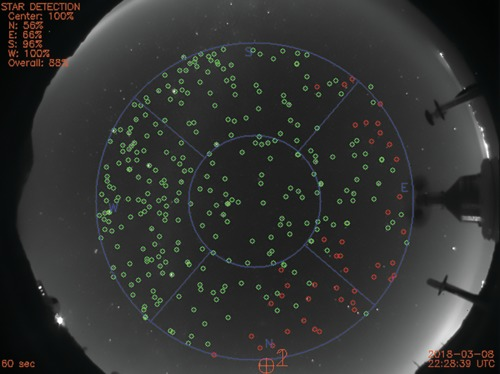 STAR DETECTION
Center: 100%
N: 56%
E: 66%
S: 96%
W: 100%
Overall: 88%
S
W
E
N
2
60 sec
2018-03-08
22:28:39 UTC